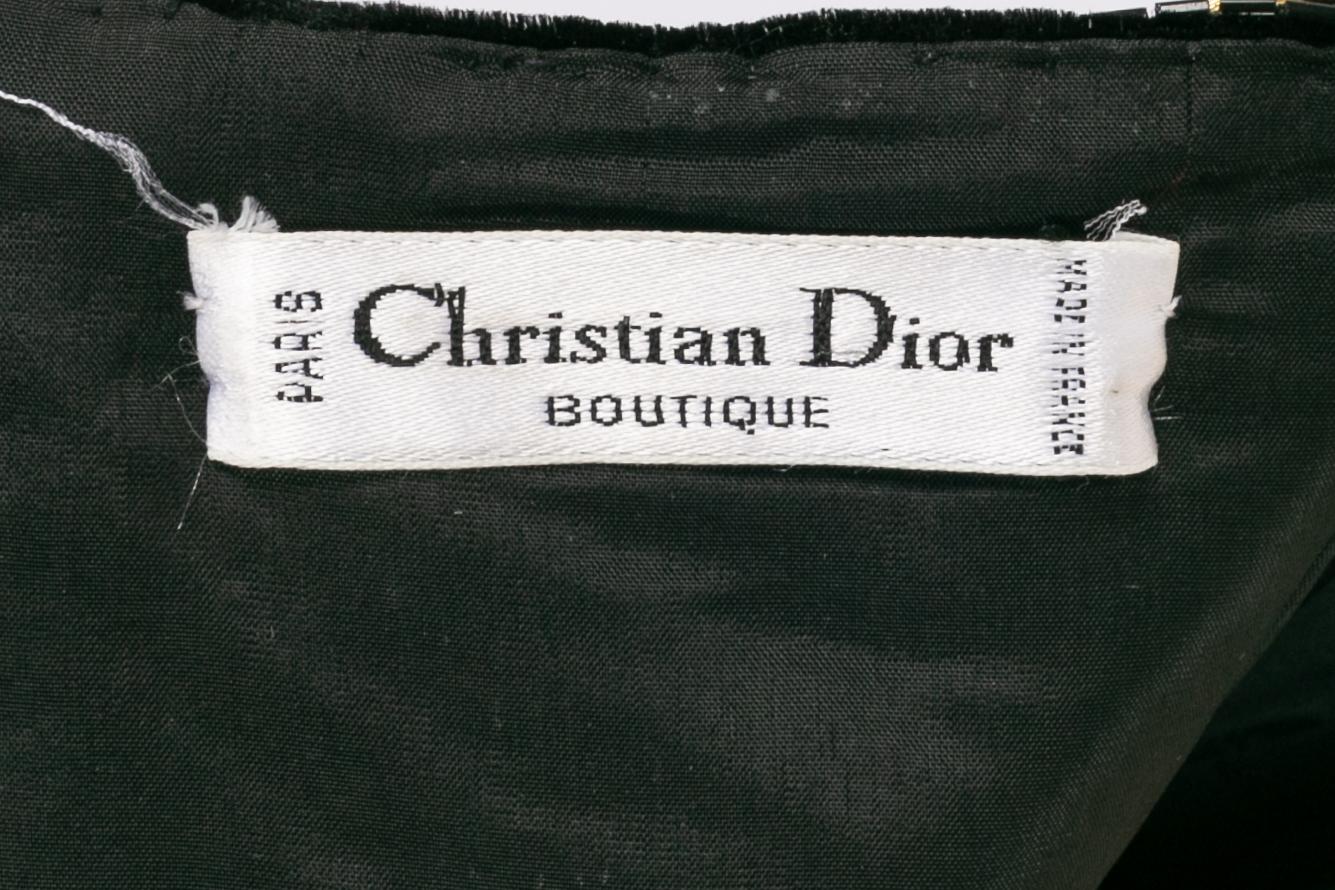 PARIS
Christian Dior
BOUTIQUE
MADE IN FRANCE